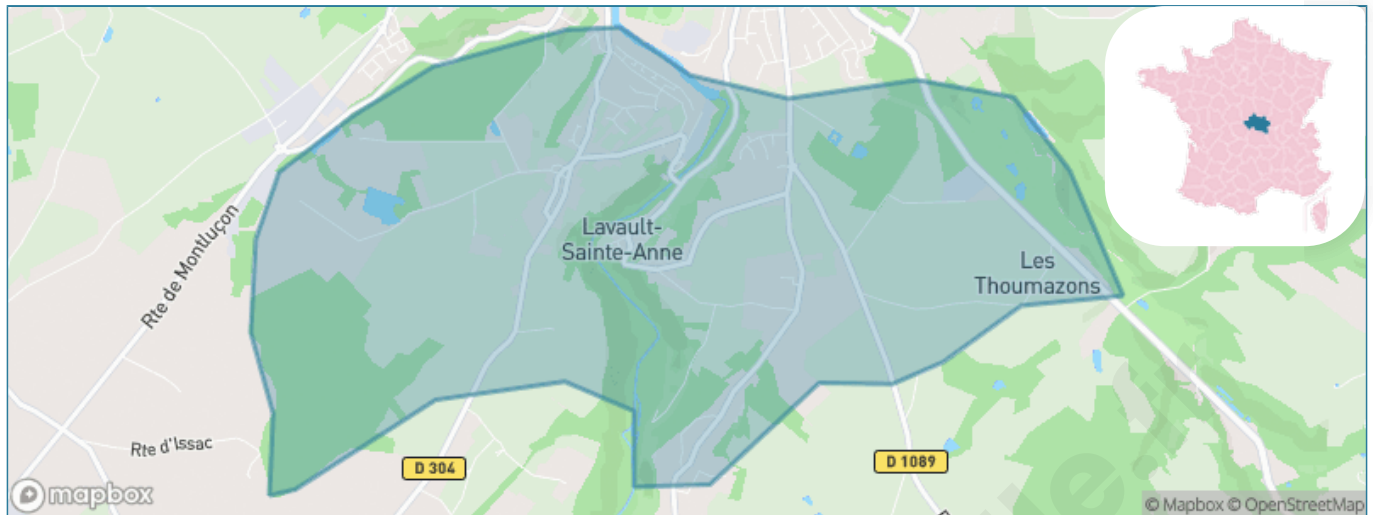 Rte de Montluçon
Lavault-
Sainte-Anne
Les
Thoumazons
Rte d'Issac
D 304
D 1089
mapbox
© Mapbox © OpenStreetMap